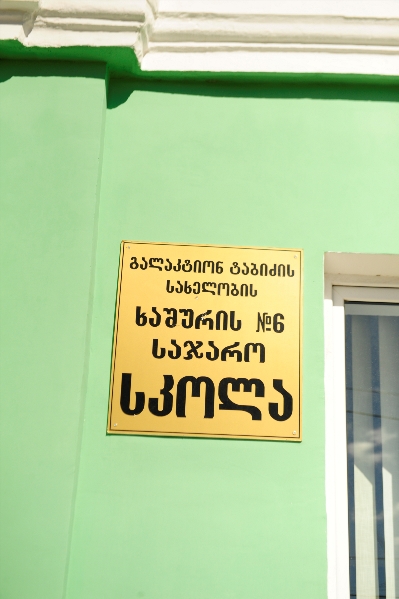 გალაკტიონ ტაბიძის
სახელობის
ხაშურის №6
საჯარო
სკოლა